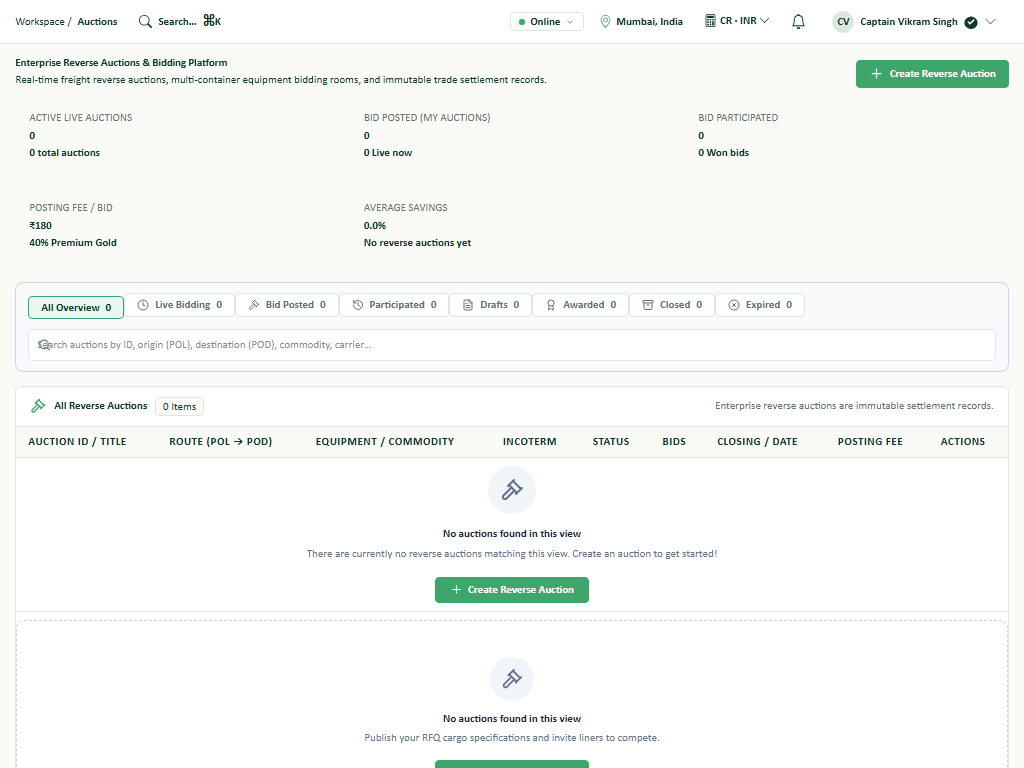 Workspace / Auctions Search... ⌘K Online Mumbai, India CR · INR CV Captain Vikram Singh
Enterprise Reverse Auctions & Bidding Platform
Real-time freight reverse auctions, multi-container equipment bidding rooms, and immutable trade settlement records.
Create Reverse Auction
ACTIVE LIVE AUCTIONS BID POSTED (MY AUCTIONS) BID PARTICIPATED
0 0 0
0 total auctions 0 Live now 0 Won bids
POSTING FEE / BID AVERAGE SAVINGS
₹180 0.0%
40% Premium Gold No reverse auctions yet
All Overview 0 Live Bidding 0 Bid Posted 0 Participated 0 Drafts 0 Awarded 0 Closed 0 Expired 0
Search auctions by ID, origin (POL), destination (POD), commodity, carrier...
All Reverse Auctions 0 Items Enterprise reverse auctions are immutable settlement records.
AUCTION ID / TITLE ROUTE (POL → POD) EQUIPMENT / COMMODITY INCOTERM STATUS BIDS CLOSING / DATE POSTING FEE ACTIONS
No auctions found in this view
There are currently no reverse auctions matching this view. Create an auction to get started!
Create Reverse Auction
No auctions found in this view
Publish your RFQ cargo specifications and invite liners to compete.